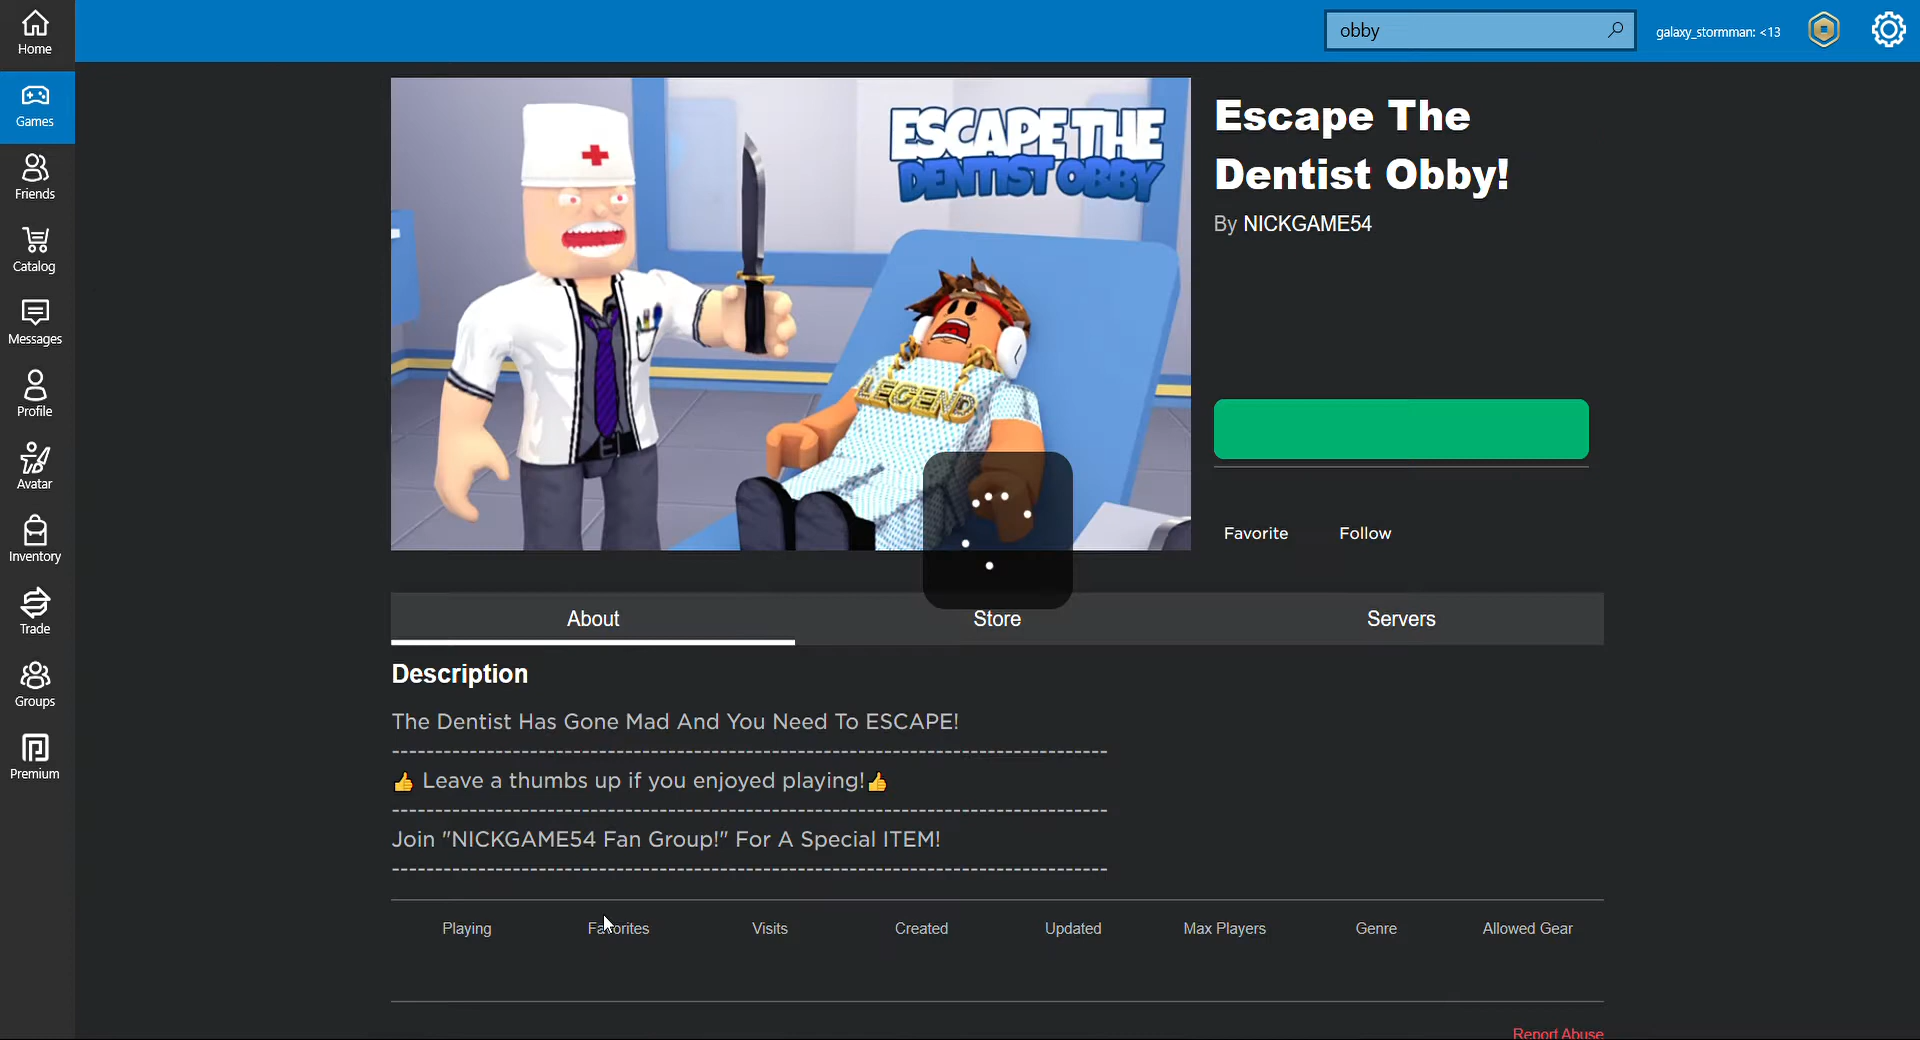 Home
obby
galaxy_stormman: <13
Games
Friends
Catalog
Messages
Profile
Avatar
Inventory
Trade
Groups
Premium
ESCAPE THE
DENTIST OBBY
LEGEND
Escape The
Dentist Obby!
By NICKGAME54
Favorite Follow
About Store Servers
Description
The Dentist Has Gone Mad And You Need To ESCAPE!
--------------------------------------------------------------------------------
👍 Leave a thumbs up if you enjoyed playing!👍
--------------------------------------------------------------------------------
Join "NICKGAME54 Fan Group!" For A Special ITEM!
--------------------------------------------------------------------------------
Playing Favorites Visits Created Updated Max Players Genre Allowed Gear
Report Abuse